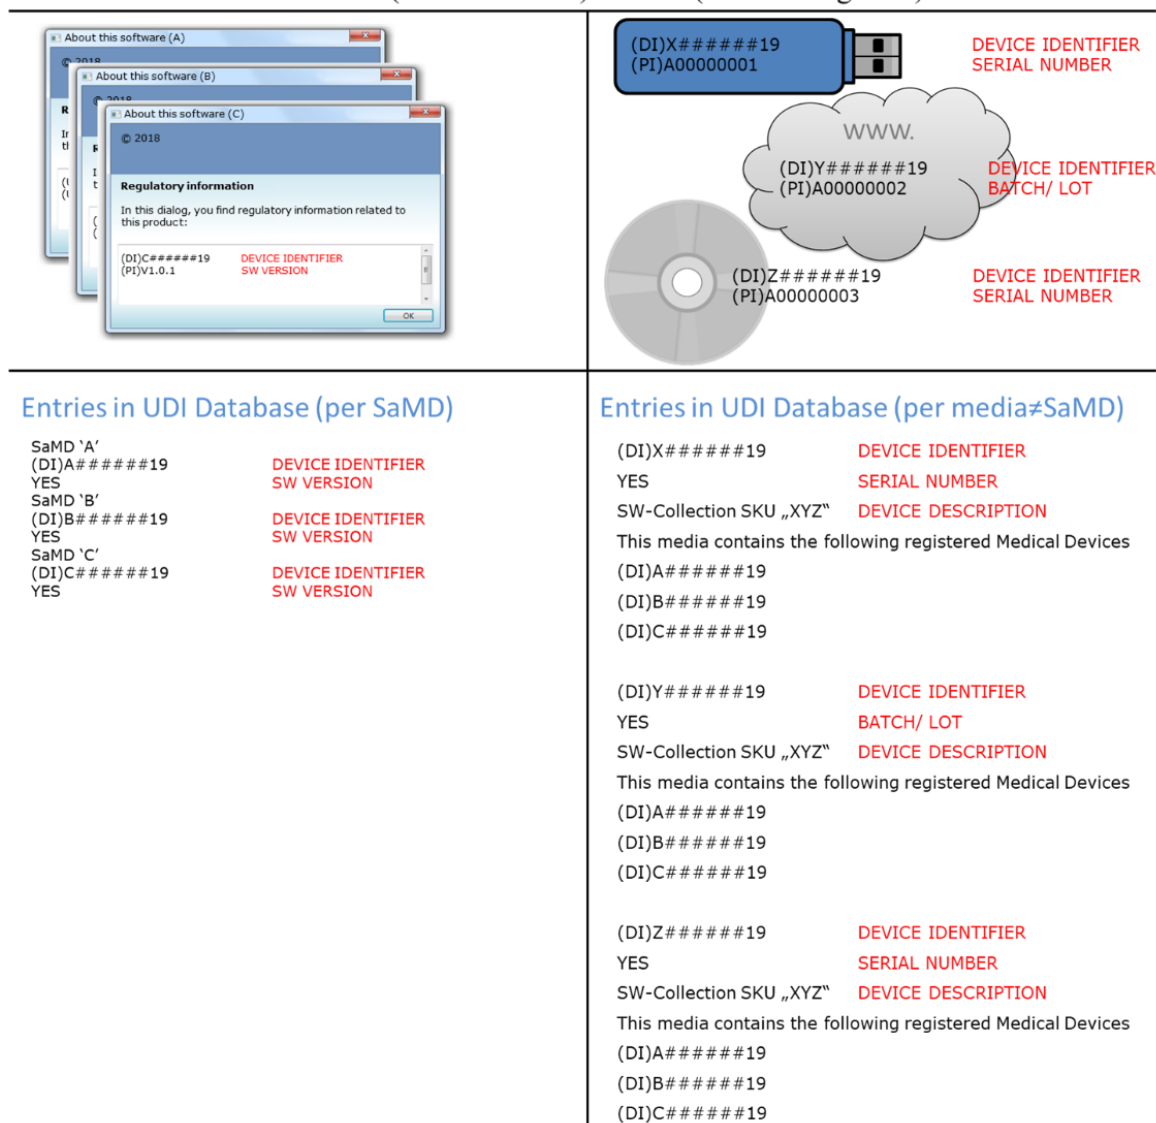 About this software (A)
© 2018
About this software (B)
© 2018
About this software (C)
© 2018
Regulatory information
In this dialog, you find regulatory information related to
this product:
(DI)C######19 DEVICE IDENTIFIER
(PI)V1.0.1 SW VERSION
OK
(DI)X######19 DEVICE IDENTIFIER
(PI)A00000001 SERIAL NUMBER
www.
(DI)Y######19 DEVICE IDENTIFIER
(PI)A00000002 BATCH/ LOT
(DI)Z######19 DEVICE IDENTIFIER
(PI)A00000003 SERIAL NUMBER
Entries in UDI Database (per SaMD)
SaMD ‘A’
(DI)A######19 DEVICE IDENTIFIER
YES SW VERSION
SaMD ‘B’
(DI)B######19 DEVICE IDENTIFIER
YES SW VERSION
SaMD ‘C’
(DI)C######19 DEVICE IDENTIFIER
YES SW VERSION
Entries in UDI Database (per media≠SaMD)
(DI)X######19 DEVICE IDENTIFIER
YES SERIAL NUMBER
SW-Collection SKU „XYZ“ DEVICE DESCRIPTION
This media contains the following registered Medical Devices
(DI)A######19
(DI)B######19
(DI)C######19
(DI)Y######19 DEVICE IDENTIFIER
YES BATCH/ LOT
SW-Collection SKU „XYZ“ DEVICE DESCRIPTION
This media contains the following registered Medical Devices
(DI)A######19
(DI)B######19
(DI)C######19
(DI)Z######19 DEVICE IDENTIFIER
YES SERIAL NUMBER
SW-Collection SKU „XYZ“ DEVICE DESCRIPTION
This media contains the following registered Medical Devices
(DI)A######19
(DI)B######19
(DI)C######19